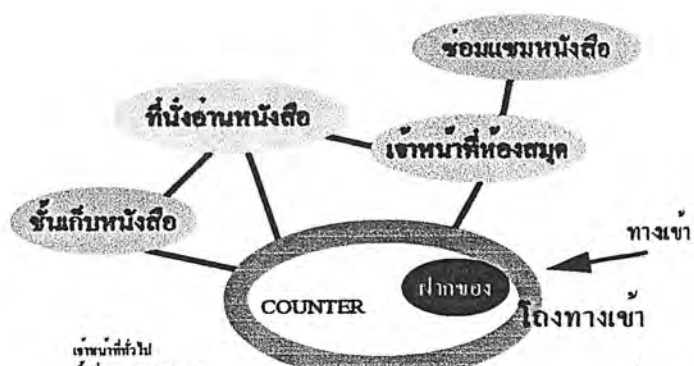 ซ่อมแซมหนังสือ
ที่นั่งอ่านหนังสือ
เจ้าหน้าที่ห้องสมุด
ชั้นเก็บหนังสือ
ทางเข้า
ฝากของ
COUNTER
โถงทางเข้า
เจ้าหน้าที่ทั่วไป